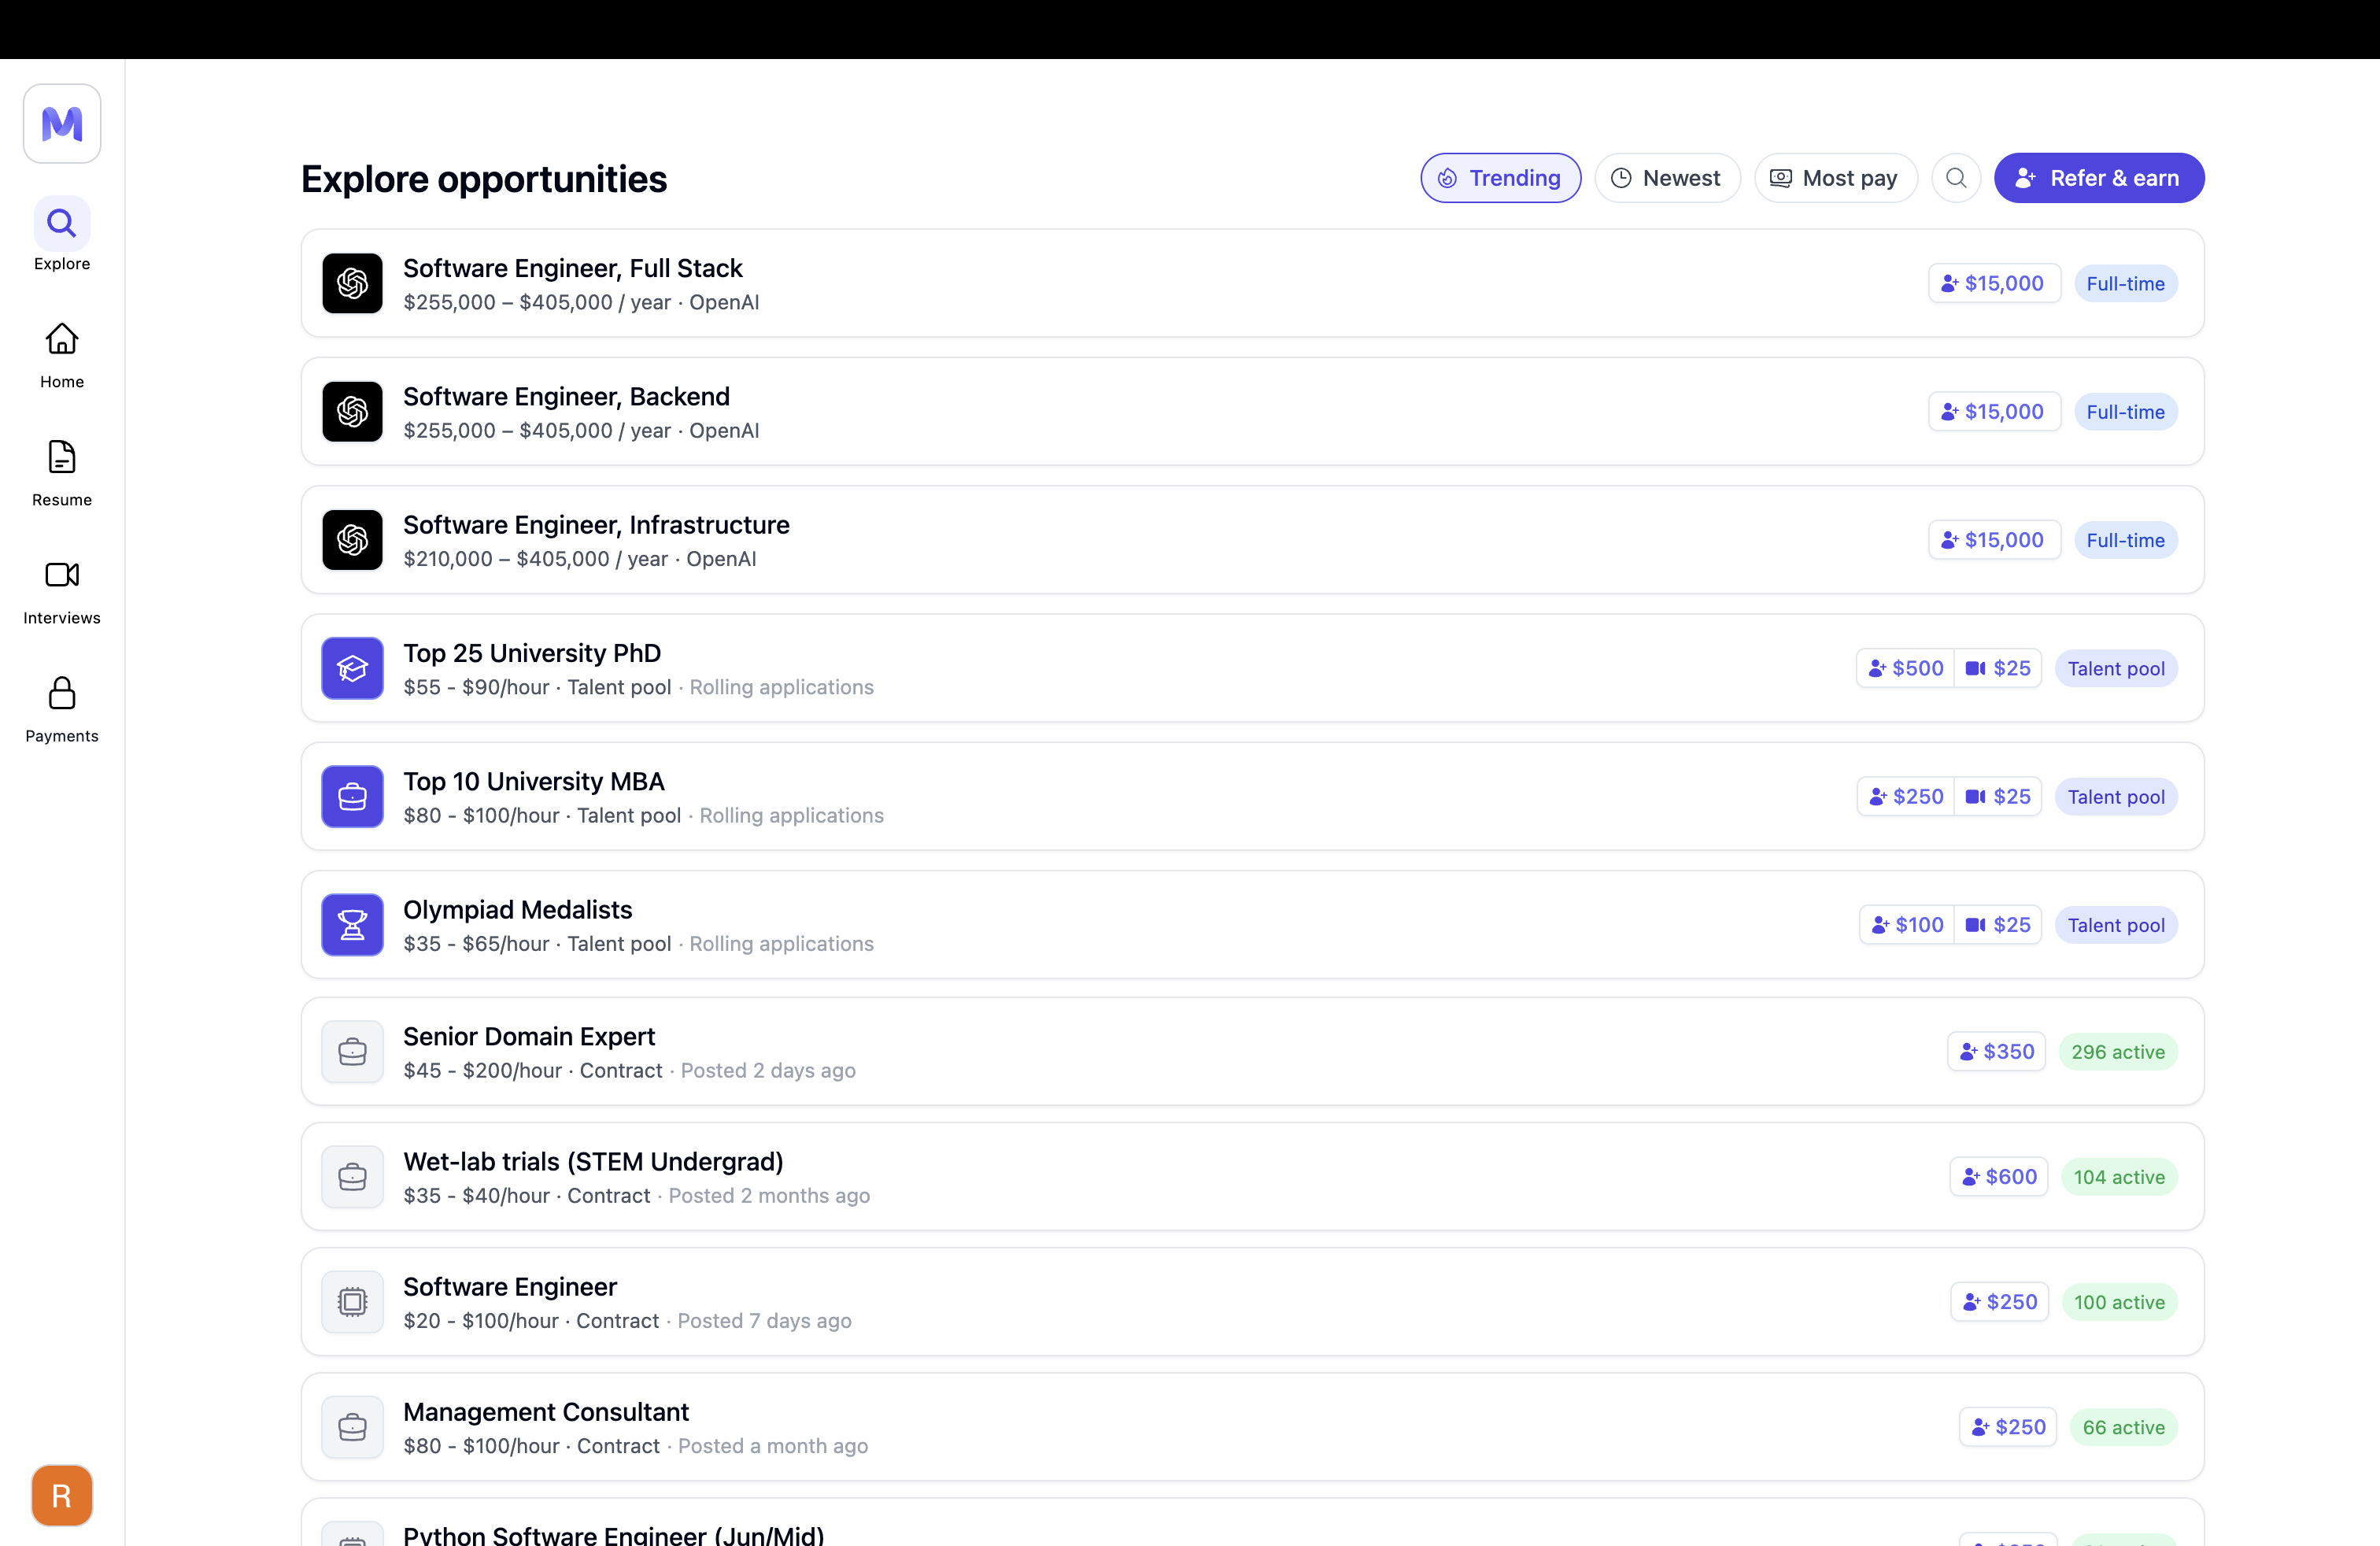 Explore
Home
Resume
Interviews
Payments
R
Explore opportunities
Trending
Newest
Most pay
Refer & earn
Software Engineer, Full Stack
$255,000 – $405,000 / year · OpenAI
$15,000
Full-time
Software Engineer, Backend
$255,000 – $405,000 / year · OpenAI
$15,000
Full-time
Software Engineer, Infrastructure
$210,000 – $405,000 / year · OpenAI
$15,000
Full-time
Top 25 University PhD
$55 - $90/hour · Talent pool · Rolling applications
$500
$25
Talent pool
Top 10 University MBA
$80 - $100/hour · Talent pool · Rolling applications
$250
$25
Talent pool
Olympiad Medalists
$35 - $65/hour · Talent pool · Rolling applications
$100
$25
Talent pool
Senior Domain Expert
$45 - $200/hour · Contract · Posted 2 days ago
$350
296 active
Wet-lab trials (STEM Undergrad)
$35 - $40/hour · Contract · Posted 2 months ago
$600
104 active
Software Engineer
$20 - $100/hour · Contract · Posted 7 days ago
$250
100 active
Management Consultant
$80 - $100/hour · Contract · Posted a month ago
$250
66 active
Python Software Engineer (Jun/Mid)